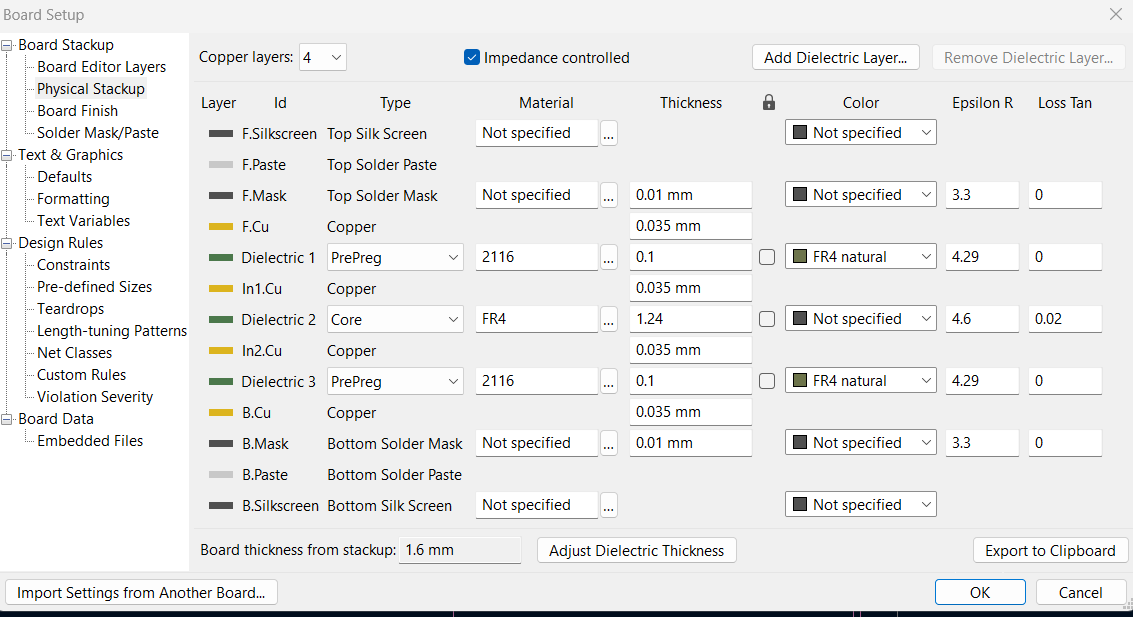 Board Setup
Board Stackup
Board Editor Layers
Physical Stackup
Board Finish
Solder Mask/Paste
Text & Graphics
Defaults
Formatting
Text Variables
Design Rules
Constraints
Pre-defined Sizes
Teardrops
Length-tuning Patterns
Net Classes
Custom Rules
Violation Severity
Board Data
Embedded Files
Copper layers: 4 Impedance controlled Add Dielectric Layer... Remove Dielectric Layer...
Layer Id Type Material Thickness Color Epsilon R Loss Tan
F.Silkscreen Top Silk Screen Not specified ... Not specified
F.Paste Top Solder Paste
F.Mask Top Solder Mask Not specified ... 0.01 mm Not specified 3.3 0
F.Cu Copper 0.035 mm
Dielectric 1 PrePreg 2116 ... 0.1 FR4 natural 4.29 0
In1.Cu Copper 0.035 mm
Dielectric 2 Core FR4 ... 1.24 Not specified 4.6 0.02
In2.Cu Copper 0.035 mm
Dielectric 3 PrePreg 2116 ... 0.1 FR4 natural 4.29 0
B.Cu Copper 0.035 mm
B.Mask Bottom Solder Mask Not specified ... 0.01 mm Not specified 3.3 0
B.Paste Bottom Solder Paste
B.Silkscreen Bottom Silk Screen Not specified ... Not specified
Board thickness from stackup: 1.6 mm Adjust Dielectric Thickness Export to Clipboard
Import Settings from Another Board... OK Cancel